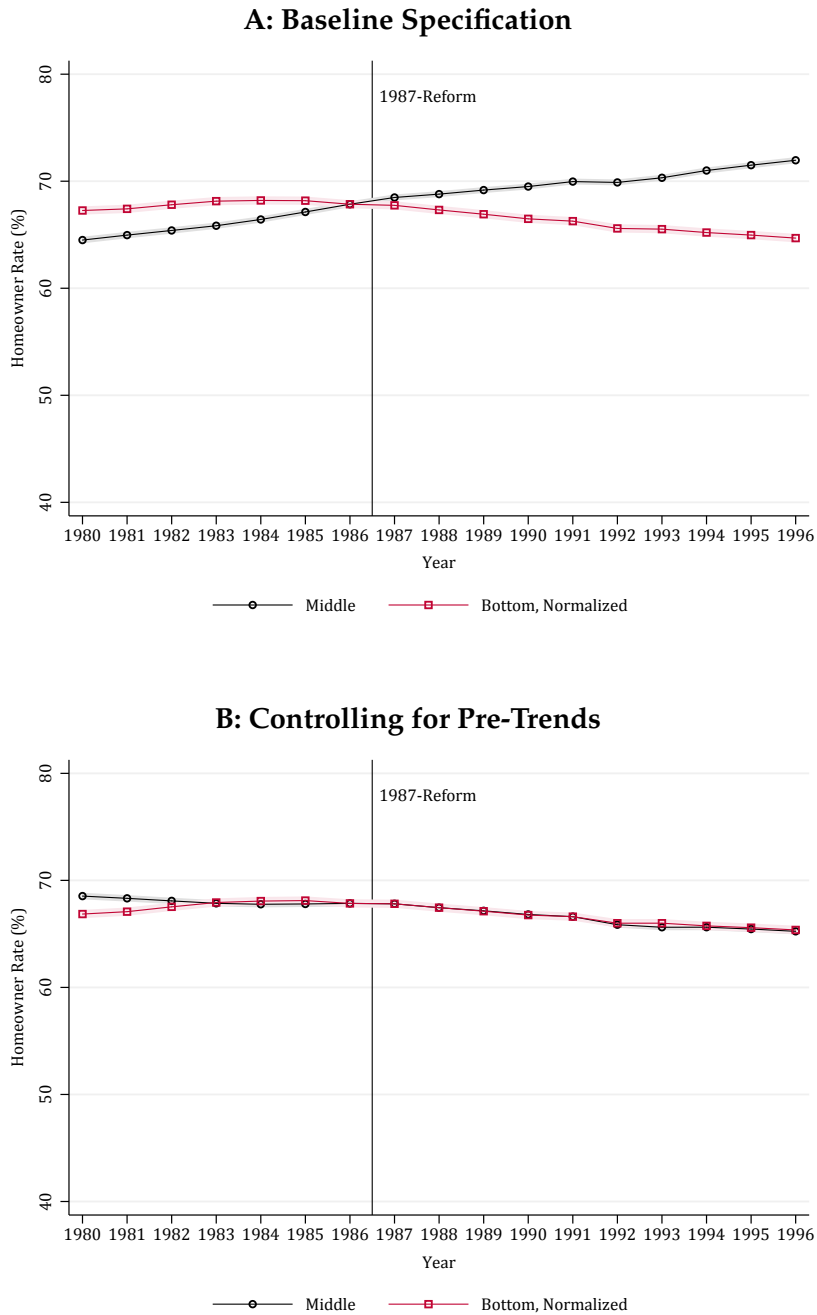 A: Baseline Specification
80
70
60
50
40
Homeowner Rate (%)
1987-Reform
1980 1981 1982 1983 1984 1985 1986 1987 1988 1989 1990 1991 1992 1993 1994 1995 1996
Year
Middle Bottom, Normalized
B: Controlling for Pre-Trends
80
70
60
50
40
Homeowner Rate (%)
1987-Reform
1980 1981 1982 1983 1984 1985 1986 1987 1988 1989 1990 1991 1992 1993 1994 1995 1996
Year
Middle Bottom, Normalized